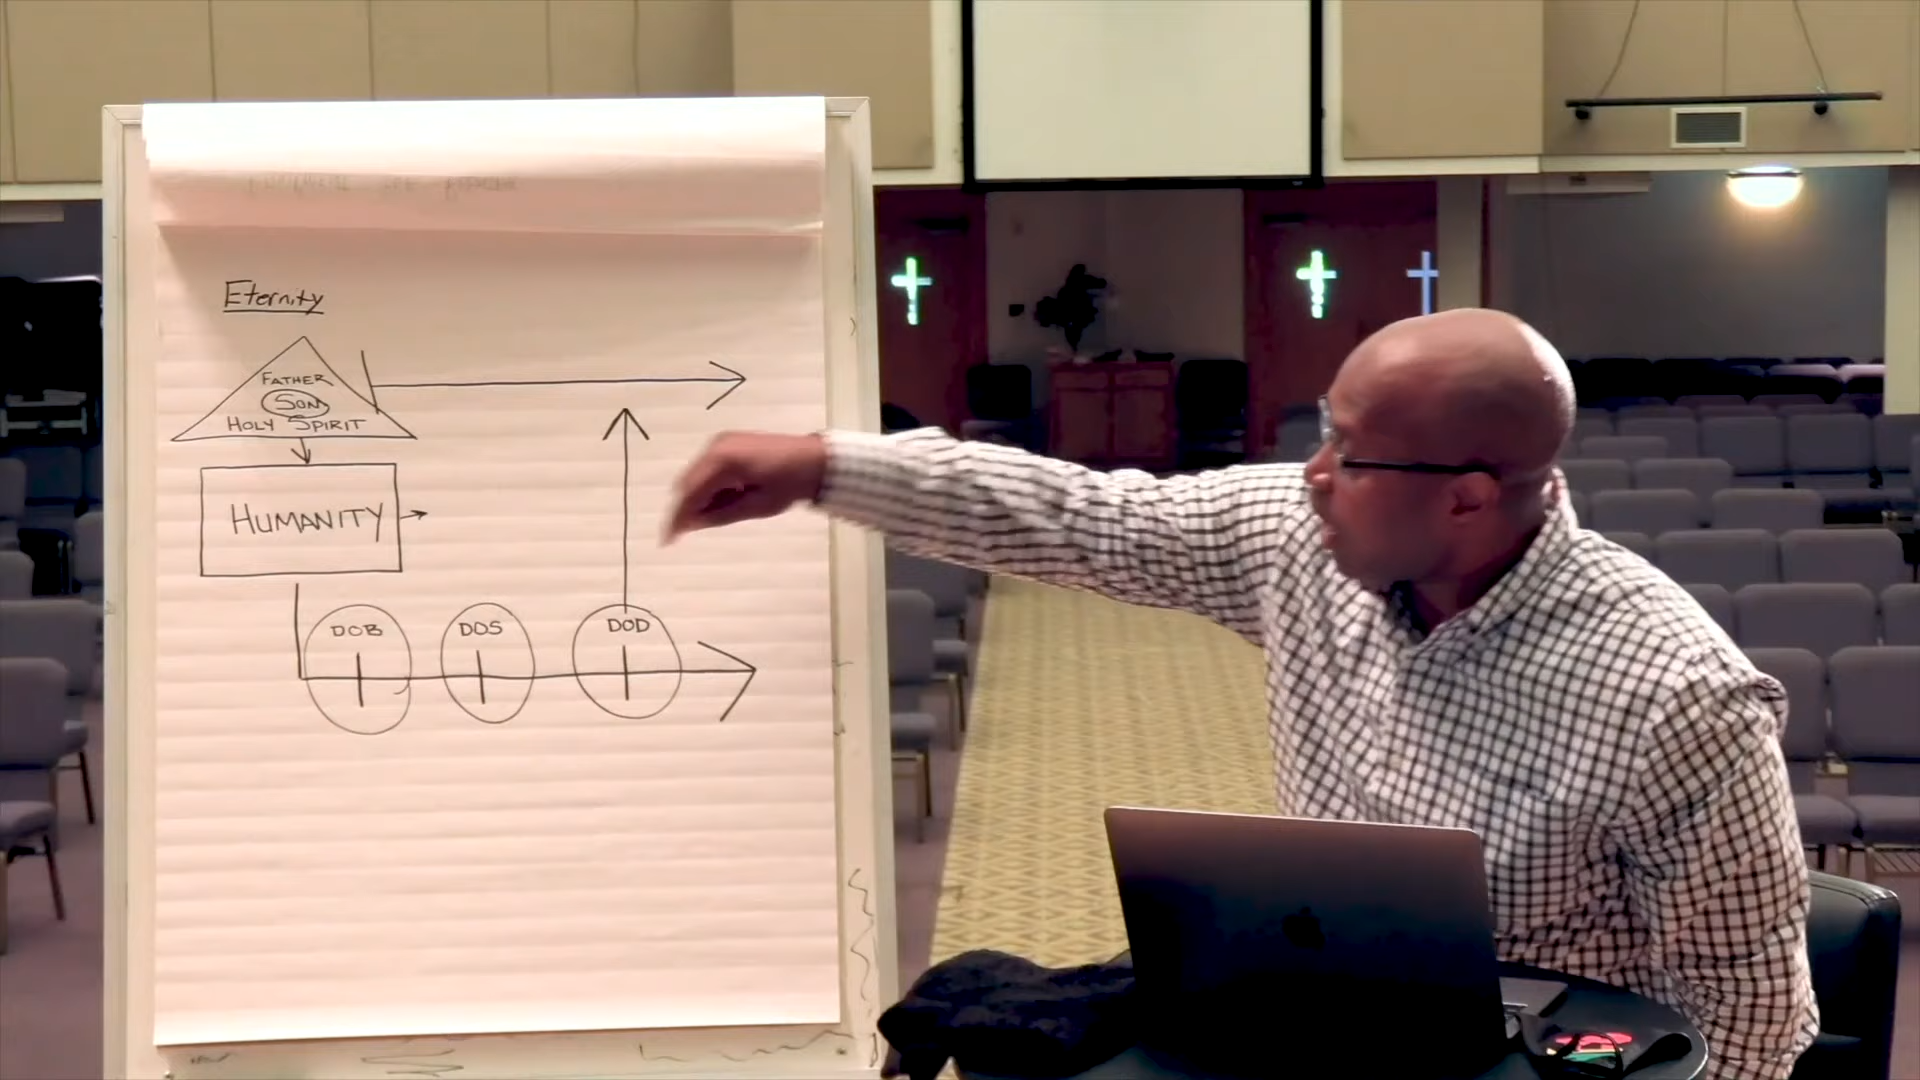 Eternity
FATHER
SON
HOLY SPIRIT
HUMANITY
DOB DOS DOD